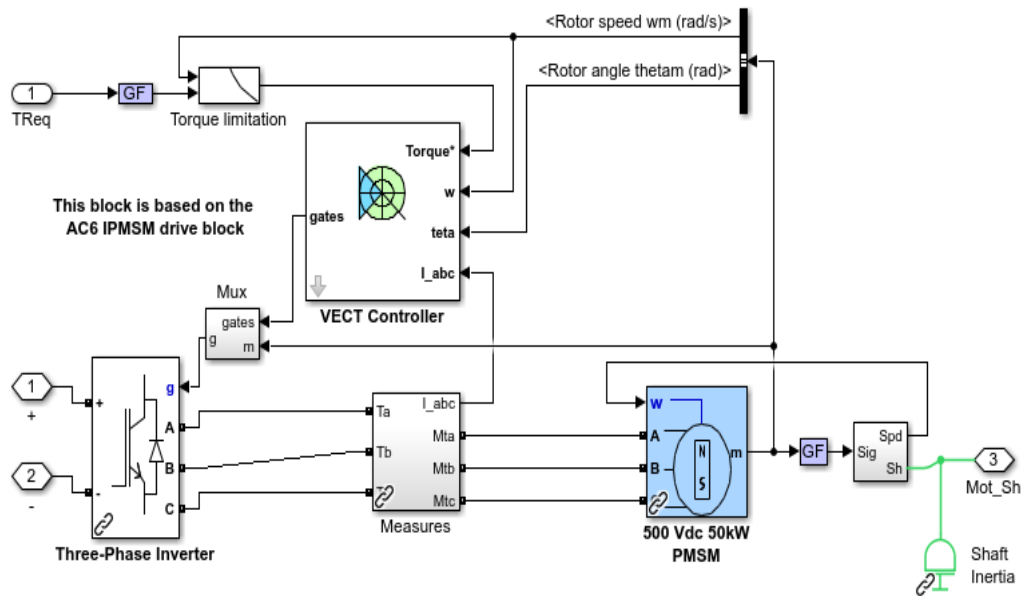 <Rotor speed wm (rad/s)>
<Rotor angle thetam (rad)>
1
TReq
GF
Torque limitation
This block is based on the
AC6 IPMSM drive block
Torque*
w
teta
I_abc
gates
VECT Controller
Mux
gates
g
m
1
+
2
-
+
-
g
A
B
C
Three-Phase Inverter
Ta
Tb
I_abc
Mta
Mtb
Mtc
Measures
w
A
B
m
N
S
500 Vdc 50kW
PMSM
GF
Sig
Spd
Sh
3
Mot_Sh
Shaft
Inertia